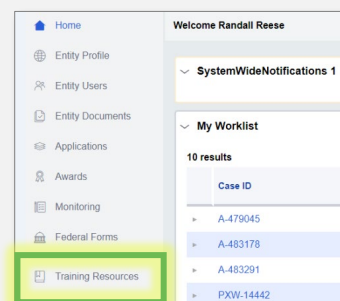 Home
Entity Profile
Entity Users
Entity Documents
Applications
Awards
Monitoring
Federal Forms
Training Resources
Welcome Randall Reese
SystemWideNotifications 1
My Worklist
10 results
Case ID
A-479045
A-483178
A-483291
PXW-14442